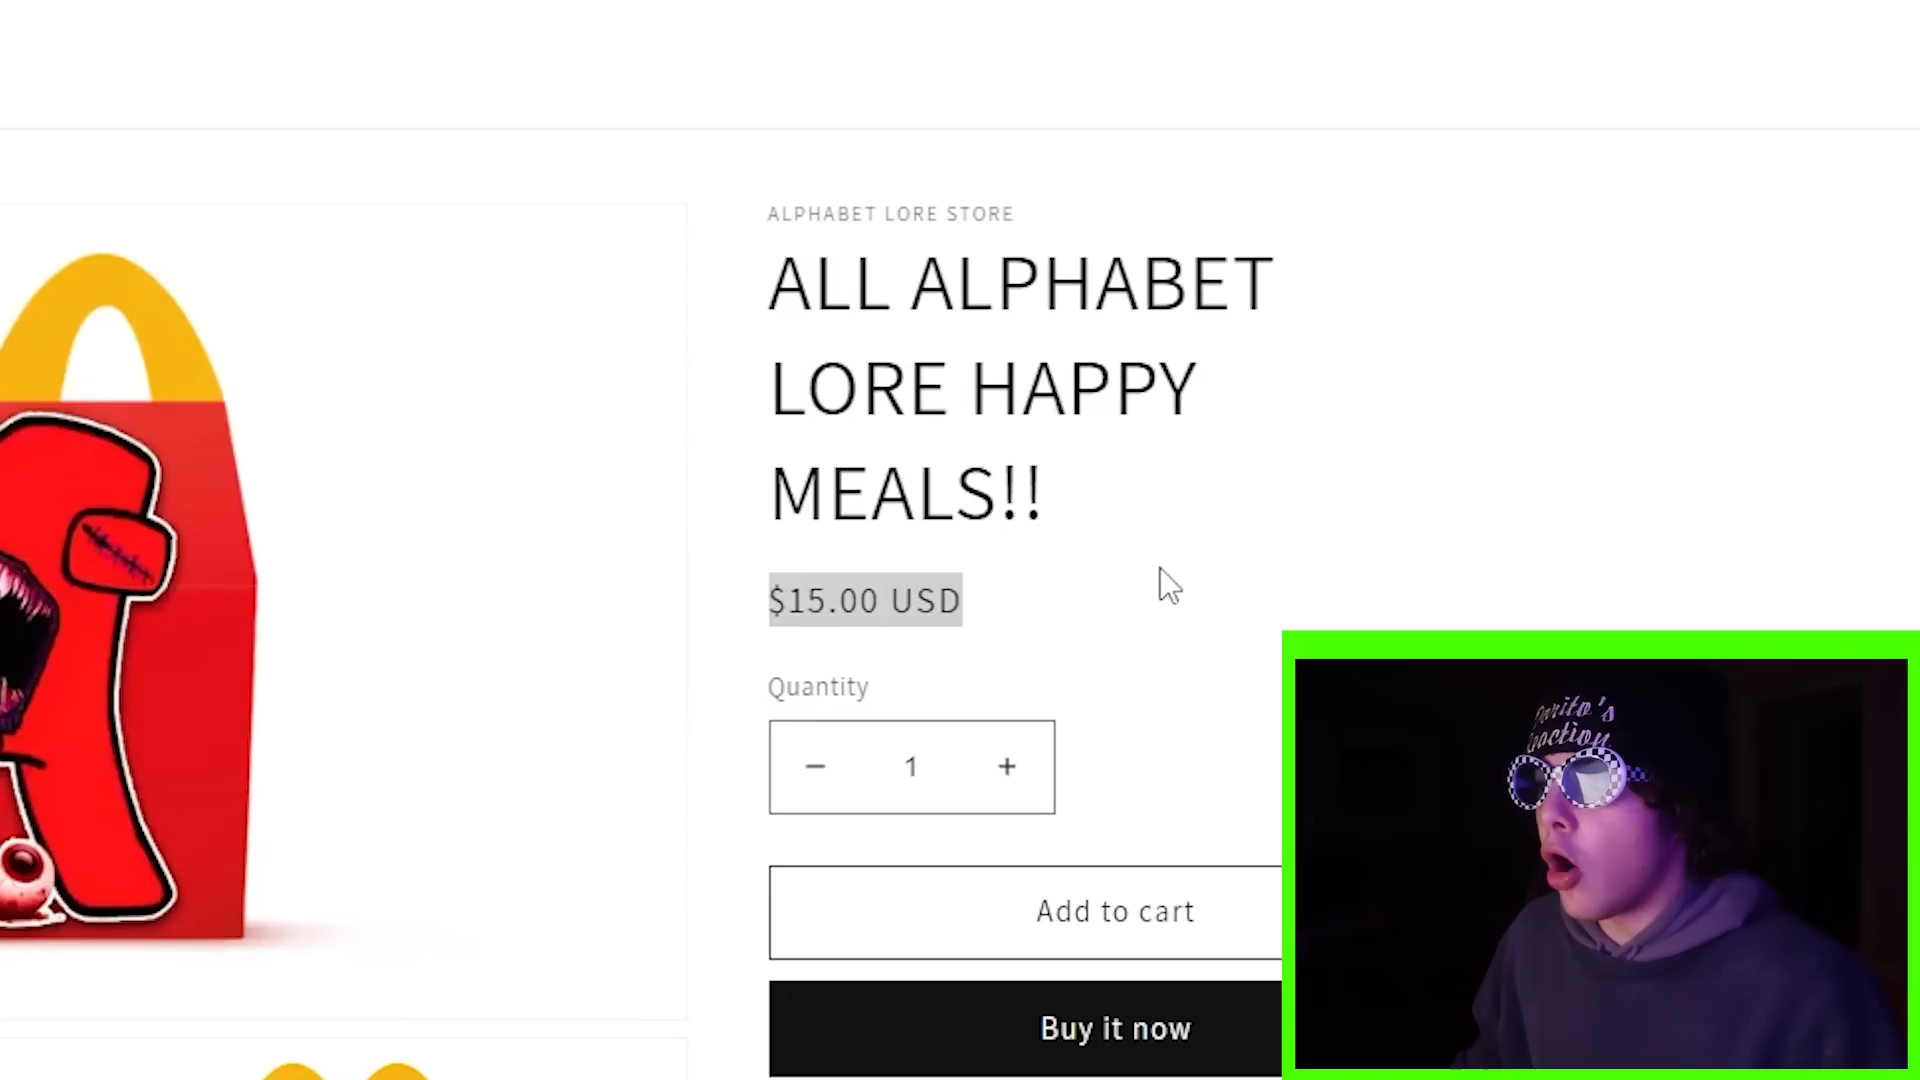 ALPHABET LORE STORE
ALL ALPHABET
LORE HAPPY
MEALS!!
$15.00 USD
Quantity
− 1 +
Add to cart
Buy it now